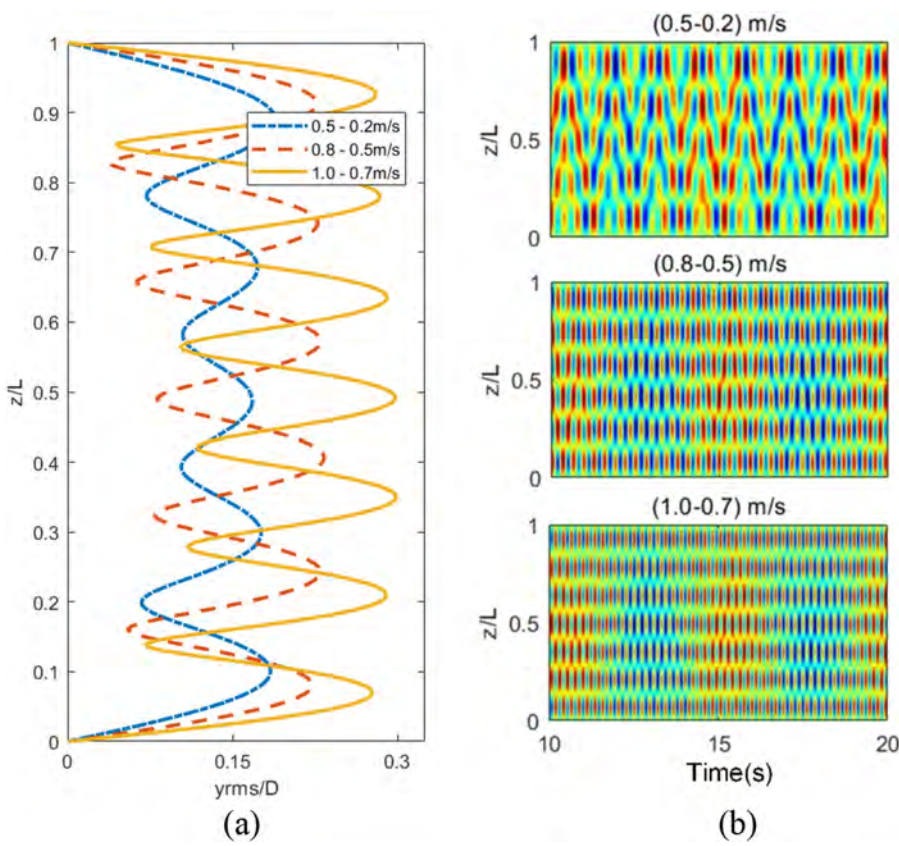 1
0.9
0.8
0.7
0.6
0.5
0.4
0.3
0.2
0.1
0
z/L
0.5 - 0.2m/s
0.8 - 0.5m/s
1.0 - 0.7m/s
0
0.15
0.3
yrms/D
(a)
(0.5-0.2) m/s
1
0.5
0
z/L
(0.8-0.5) m/s
1
0.5
0
z/L
(1.0-0.7) m/s
1
0.5
0
z/L
10
15
20
Time(s)
(b)